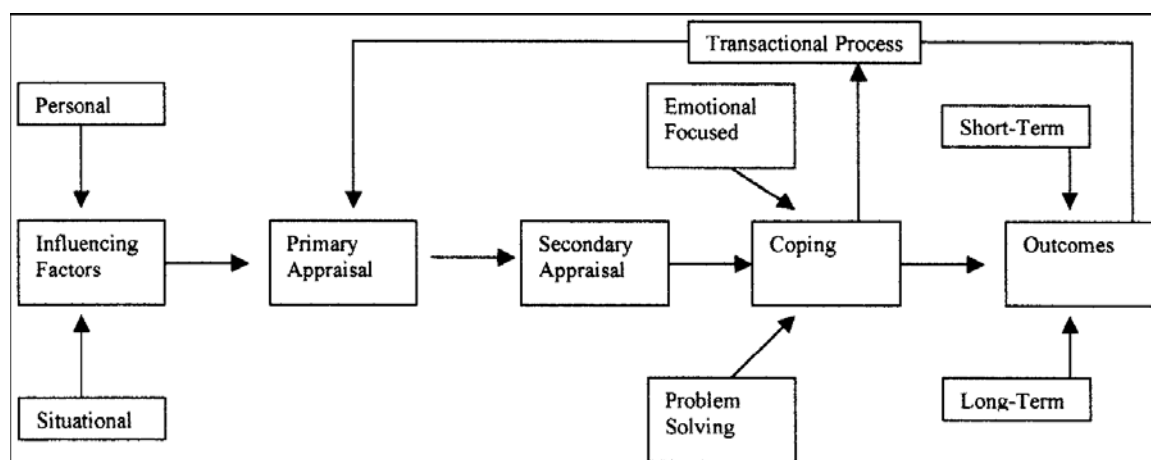 Transactional Process
Personal
Emotional
Focused
Short-Term
Influencing
Factors
Primary
Appraisal
Secondary
Appraisal
Coping
Outcomes
Situational
Problem
Solving
Long-Term